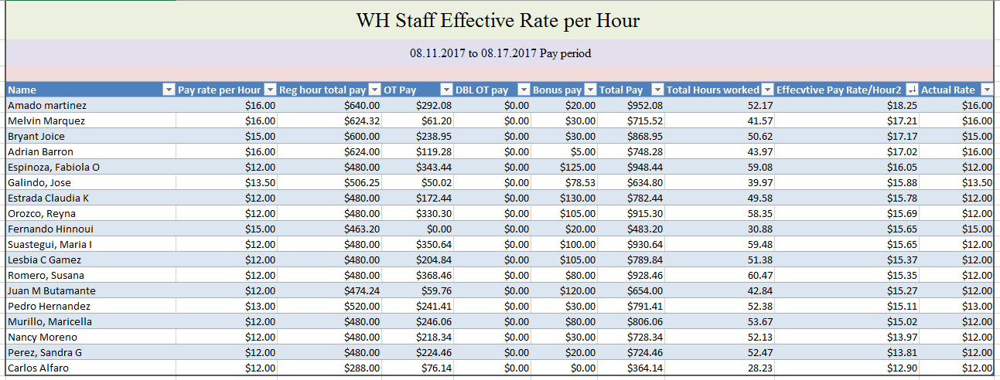 WH Staff Effective Rate per Hour
08.11.2017 to 08.17.2017 Pay period
Name Pay rate per Hour Reg hour total pay OT Pay DBL OT pay Bonus pay Total Pay Total Hours worked Effecvtive Pay Rate/Hour2 Actual Rate
Amado martinez $16.00 $640.00 $292.08 $0.00 $20.00 $952.08 52.17 $18.25 $16.00
Melvin Marquez $16.00 $624.32 $61.20 $0.00 $30.00 $715.52 41.57 $17.21 $16.00
Bryant Joice $15.00 $600.00 $238.95 $0.00 $30.00 $868.95 50.62 $17.17 $15.00
Adrian Barron $16.00 $624.00 $119.28 $0.00 $5.00 $748.28 43.97 $17.02 $16.00
Espinoza, Fabiola O $12.00 $480.00 $343.44 $0.00 $125.00 $948.44 59.08 $16.05 $12.00
Galindo, Jose $13.50 $506.25 $50.02 $0.00 $78.53 $634.80 39.97 $15.88 $13.50
Estrada Claudia K $12.00 $480.00 $172.44 $0.00 $130.00 $782.44 49.58 $15.78 $12.00
Orozco, Reyna $12.00 $480.00 $330.30 $0.00 $105.00 $915.30 58.35 $15.69 $12.00
Fernando Hinnoui $15.00 $463.20 $0.00 $0.00 $20.00 $483.20 30.88 $15.65 $15.00
Suastegui, Maria I $12.00 $480.00 $350.64 $0.00 $100.00 $930.64 59.48 $15.65 $12.00
Lesbia C Gamez $12.00 $480.00 $204.84 $0.00 $105.00 $789.84 51.38 $15.37 $12.00
Romero, Susana $12.00 $480.00 $368.46 $0.00 $80.00 $928.46 60.47 $15.35 $12.00
Juan M Butamante $12.00 $474.24 $59.76 $0.00 $120.00 $654.00 42.84 $15.27 $12.00
Pedro Hernandez $13.00 $520.00 $241.41 $0.00 $30.00 $791.41 52.38 $15.11 $13.00
Murillo, Maricella $12.00 $480.00 $246.06 $0.00 $80.00 $806.06 53.67 $15.02 $12.00
Nancy Moreno $12.00 $480.00 $218.34 $0.00 $30.00 $728.34 52.13 $13.97 $12.00
Perez, Sandra G $12.00 $480.00 $224.46 $0.00 $20.00 $724.46 52.47 $13.81 $12.00
Carlos Alfaro $12.00 $288.00 $76.14 $0.00 $0.00 $364.14 28.23 $12.90 $12.00